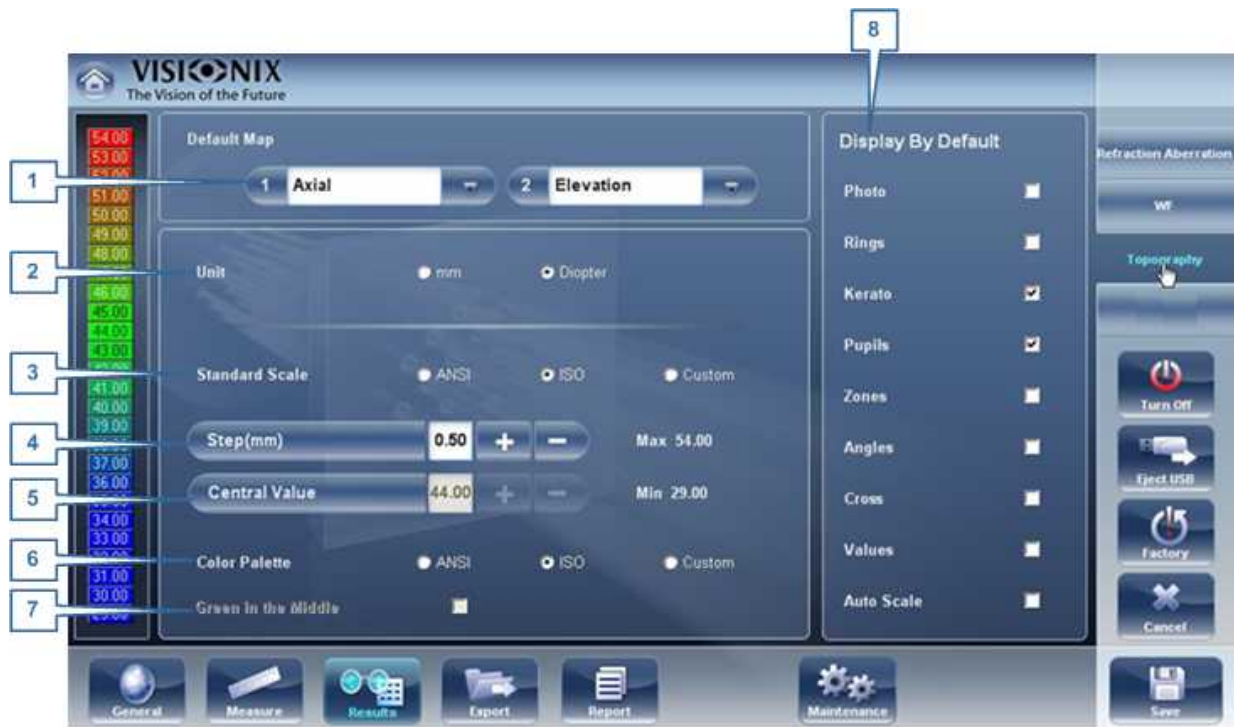 8
VISIONIX
The Vision of the Future
54.00
53.00
51.00
50.00
49.00
48.00
46.00
45.00
44.00
43.00
41.00
40.00
39.00
37.00
36.00
34.00
33.00
31.00
30.00
1
2
3
4
5
6
7
Default Map
1 Axial
2 Elevation
Unit
mm
Diopter
Standard Scale
ANSI
ISO
Custom
Step(mm) 0.50 + −
Max 54.00
Central Value 44.00 + −
Min 29.00
Color Palette
ANSI
ISO
Custom
Green in the Middle
Display By Default
Photo
Rings
Kerato
Pupils
Zones
Angles
Cross
Values
Auto Scale
Refraction Aberration
WF
Topography
Turn Off
Eject USB
Factory
Cancel
General
Measure
Results
Export
Report
Maintenance
Save